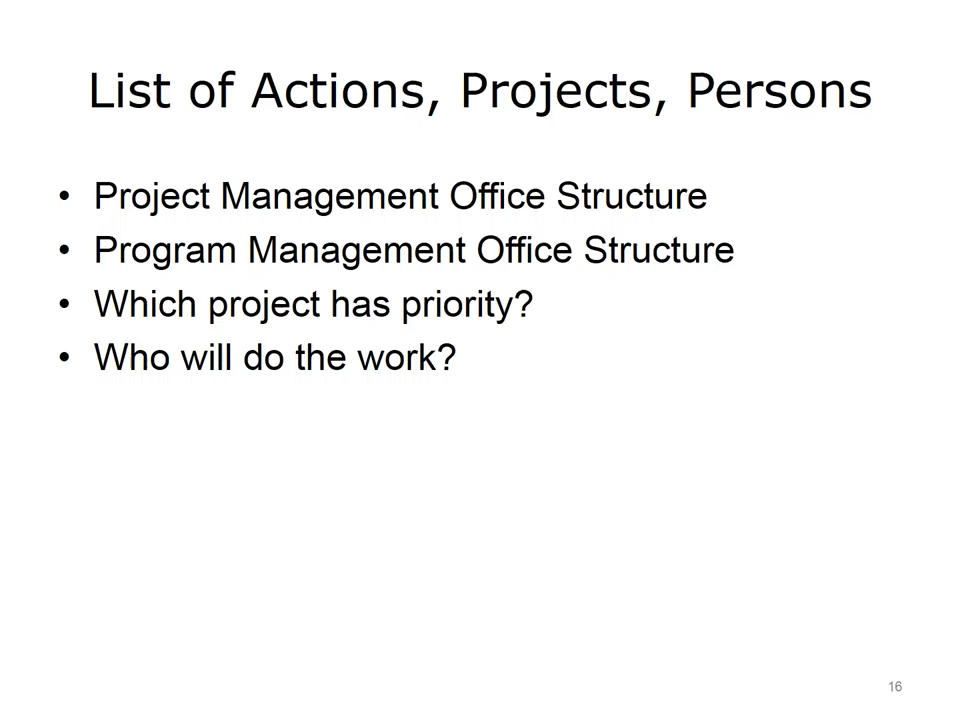 List of Actions, Projects, Persons
• Project Management Office Structure
• Program Management Office Structure
• Which project has priority?
• Who will do the work?
16